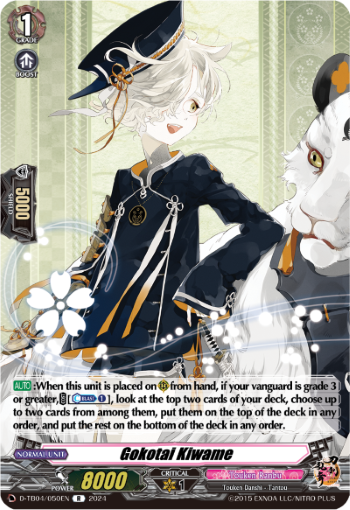 1
GRADE
BOOST
5000
SHIELD
AUTO :When this unit is placed on R from hand, if your vanguard is grade 3
or greater, [COUNTER BLAST 1], look at the top two cards of your deck, choose up
to two cards from among them, put them on the top of the deck in any
order, and put the rest on the bottom of the deck in any order.
NORMAL UNIT
Gokotai Kiwame
POWER 8000
CRITICAL
1
Touken Ranbu
Touken Danshi - Tantou
D-TB04/050EN R 2024
©2015 EXNOA LLC/NITRO PLUS